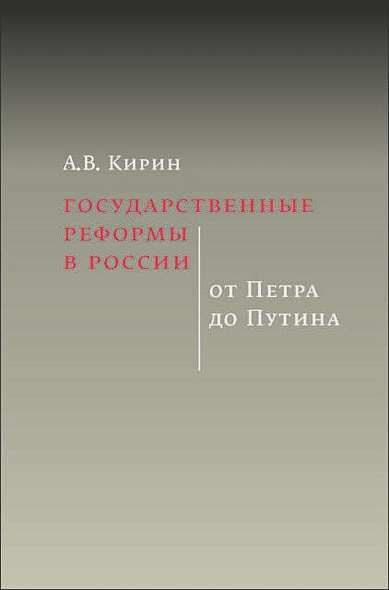 А.В. Кирин
ГОСУДАРСТВЕННЫЕ
РЕФОРМЫ
В РОССИИ
от Петра
до Путина